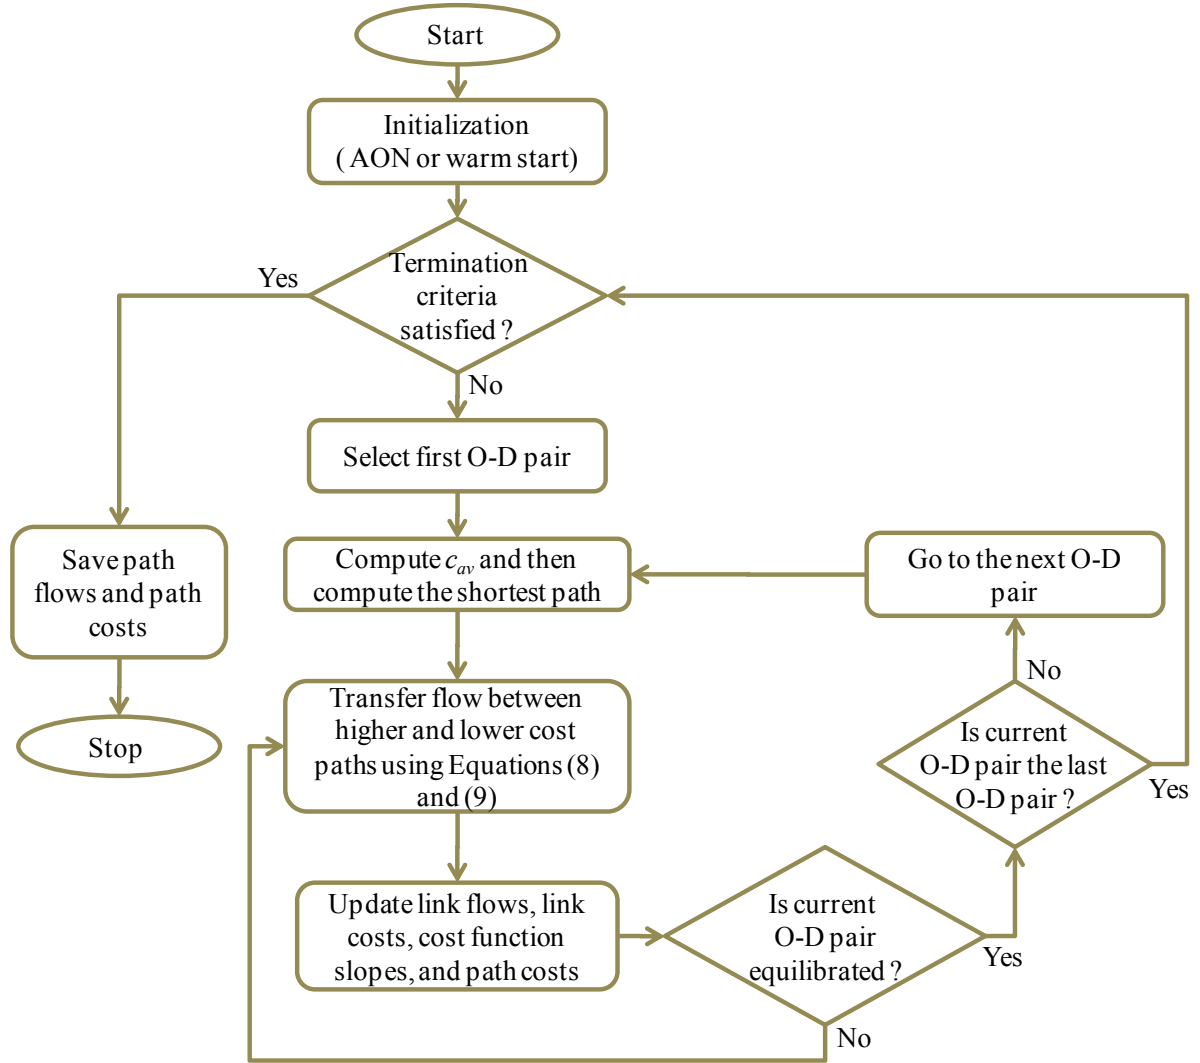 Start
Initialization
( AON or warm start)
Termination
criteria
satisfied ?
Yes
No
Select first O-D pair
Compute cav and then
compute the shortest path
Go to the next O-D
pair
Save path
flows and path
costs
Stop
Transfer flow between
higher and lower cost
paths using Equations (8)
and (9)
No
Is current
O-D pair the last
O-D pair ?
Yes
Update link flows, link
costs, cost function
slopes, and path costs
Is current
O-D pair
equilibrated ?
Yes
No